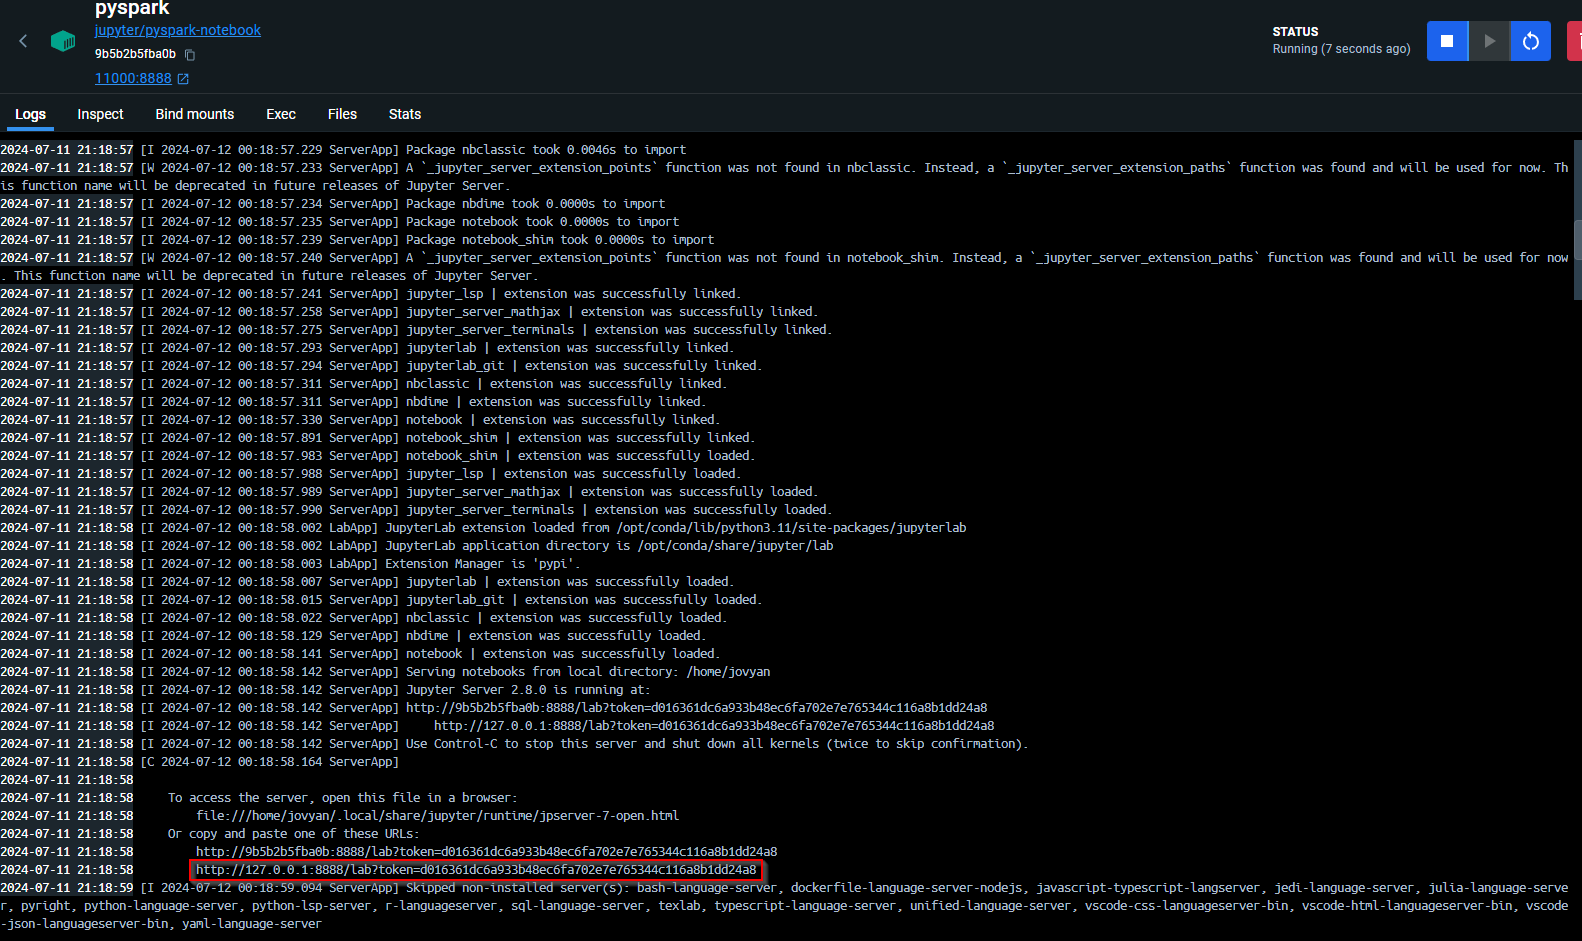 pyspark
jupyter/pyspark-notebook
9b5b2b5fba0b
11000:8888
STATUS
Running (7 seconds ago)
Logs Inspect Bind mounts Exec Files Stats
2024-07-11 21:18:57 [I 2024-07-12 00:18:57.229 ServerApp] Package nbclassic took 0.0046s to import
2024-07-11 21:18:57 [W 2024-07-12 00:18:57.233 ServerApp] A `_jupyter_server_extension_points` function was not found in nbclassic. Instead, a `_jupyter_server_extension_paths` function was found and will be used for now. Th
is function name will be deprecated in future releases of Jupyter Server.
2024-07-11 21:18:57 [I 2024-07-12 00:18:57.234 ServerApp] Package nbdime took 0.0000s to import
2024-07-11 21:18:57 [I 2024-07-12 00:18:57.235 ServerApp] Package notebook took 0.0000s to import
2024-07-11 21:18:57 [I 2024-07-12 00:18:57.239 ServerApp] Package notebook_shim took 0.0000s to import
2024-07-11 21:18:57 [W 2024-07-12 00:18:57.240 ServerApp] A `_jupyter_server_extension_points` function was not found in notebook_shim. Instead, a `_jupyter_server_extension_paths` function was found and will be used for now
. This function name will be deprecated in future releases of Jupyter Server.
2024-07-11 21:18:57 [I 2024-07-12 00:18:57.241 ServerApp] jupyter_lsp | extension was successfully linked.
2024-07-11 21:18:57 [I 2024-07-12 00:18:57.258 ServerApp] jupyter_server_mathjax | extension was successfully linked.
2024-07-11 21:18:57 [I 2024-07-12 00:18:57.275 ServerApp] jupyter_server_terminals | extension was successfully linked.
2024-07-11 21:18:57 [I 2024-07-12 00:18:57.293 ServerApp] jupyterlab | extension was successfully linked.
2024-07-11 21:18:57 [I 2024-07-12 00:18:57.294 ServerApp] jupyterlab_git | extension was successfully linked.
2024-07-11 21:18:57 [I 2024-07-12 00:18:57.311 ServerApp] nbclassic | extension was successfully linked.
2024-07-11 21:18:57 [I 2024-07-12 00:18:57.311 ServerApp] nbdime | extension was successfully linked.
2024-07-11 21:18:57 [I 2024-07-12 00:18:57.330 ServerApp] notebook | extension was successfully linked.
2024-07-11 21:18:57 [I 2024-07-12 00:18:57.891 ServerApp] notebook_shim | extension was successfully linked.
2024-07-11 21:18:57 [I 2024-07-12 00:18:57.983 ServerApp] notebook_shim | extension was successfully loaded.
2024-07-11 21:18:57 [I 2024-07-12 00:18:57.988 ServerApp] jupyter_lsp | extension was successfully loaded.
2024-07-11 21:18:57 [I 2024-07-12 00:18:57.989 ServerApp] jupyter_server_mathjax | extension was successfully loaded.
2024-07-11 21:18:57 [I 2024-07-12 00:18:57.990 ServerApp] jupyter_server_terminals | extension was successfully loaded.
2024-07-11 21:18:58 [I 2024-07-12 00:18:58.002 LabApp] JupyterLab extension loaded from /opt/conda/lib/python3.11/site-packages/jupyterlab
2024-07-11 21:18:58 [I 2024-07-12 00:18:58.002 LabApp] JupyterLab application directory is /opt/conda/share/jupyter/lab
2024-07-11 21:18:58 [I 2024-07-12 00:18:58.003 LabApp] Extension Manager is 'pypi'.
2024-07-11 21:18:58 [I 2024-07-12 00:18:58.007 ServerApp] jupyterlab | extension was successfully loaded.
2024-07-11 21:18:58 [I 2024-07-12 00:18:58.015 ServerApp] jupyterlab_git | extension was successfully loaded.
2024-07-11 21:18:58 [I 2024-07-12 00:18:58.022 ServerApp] nbclassic | extension was successfully loaded.
2024-07-11 21:18:58 [I 2024-07-12 00:18:58.129 ServerApp] nbdime | extension was successfully loaded.
2024-07-11 21:18:58 [I 2024-07-12 00:18:58.141 ServerApp] notebook | extension was successfully loaded.
2024-07-11 21:18:58 [I 2024-07-12 00:18:58.142 ServerApp] Serving notebooks from local directory: /home/jovyan
2024-07-11 21:18:58 [I 2024-07-12 00:18:58.142 ServerApp] Jupyter Server 2.8.0 is running at:
2024-07-11 21:18:58 [I 2024-07-12 00:18:58.142 ServerApp] http://9b5b2b5fba0b:8888/lab?token=d016361dc6a933b48ec6fa702e7e765344c116a8b1dd24a8
2024-07-11 21:18:58 [I 2024-07-12 00:18:58.142 ServerApp]     http://127.0.0.1:8888/lab?token=d016361dc6a933b48ec6fa702e7e765344c116a8b1dd24a8
2024-07-11 21:18:58 [I 2024-07-12 00:18:58.142 ServerApp] Use Control-C to stop this server and shut down all kernels (twice to skip confirmation).
2024-07-11 21:18:58 [C 2024-07-12 00:18:58.164 ServerApp]
2024-07-11 21:18:58
2024-07-11 21:18:58     To access the server, open this file in a browser:
2024-07-11 21:18:58         file:///home/jovyan/.local/share/jupyter/runtime/jpserver-7-open.html
2024-07-11 21:18:58     Or copy and paste one of these URLs:
2024-07-11 21:18:58         http://9b5b2b5fba0b:8888/lab?token=d016361dc6a933b48ec6fa702e7e765344c116a8b1dd24a8
2024-07-11 21:18:58         http://127.0.0.1:8888/lab?token=d016361dc6a933b48ec6fa702e7e765344c116a8b1dd24a8
2024-07-11 21:18:59 [I 2024-07-12 00:18:59.094 ServerApp] Skipped non-installed server(s): bash-language-server, dockerfile-language-server-nodejs, javascript-typescript-langserver, jedi-language-server, julia-language-serve
r, pyright, python-language-server, python-lsp-server, r-languageserver, sql-language-server, texlab, typescript-language-server, unified-language-server, vscode-css-languageserver-bin, vscode-html-languageserver-bin, vscode
-json-languageserver-bin, yaml-language-server